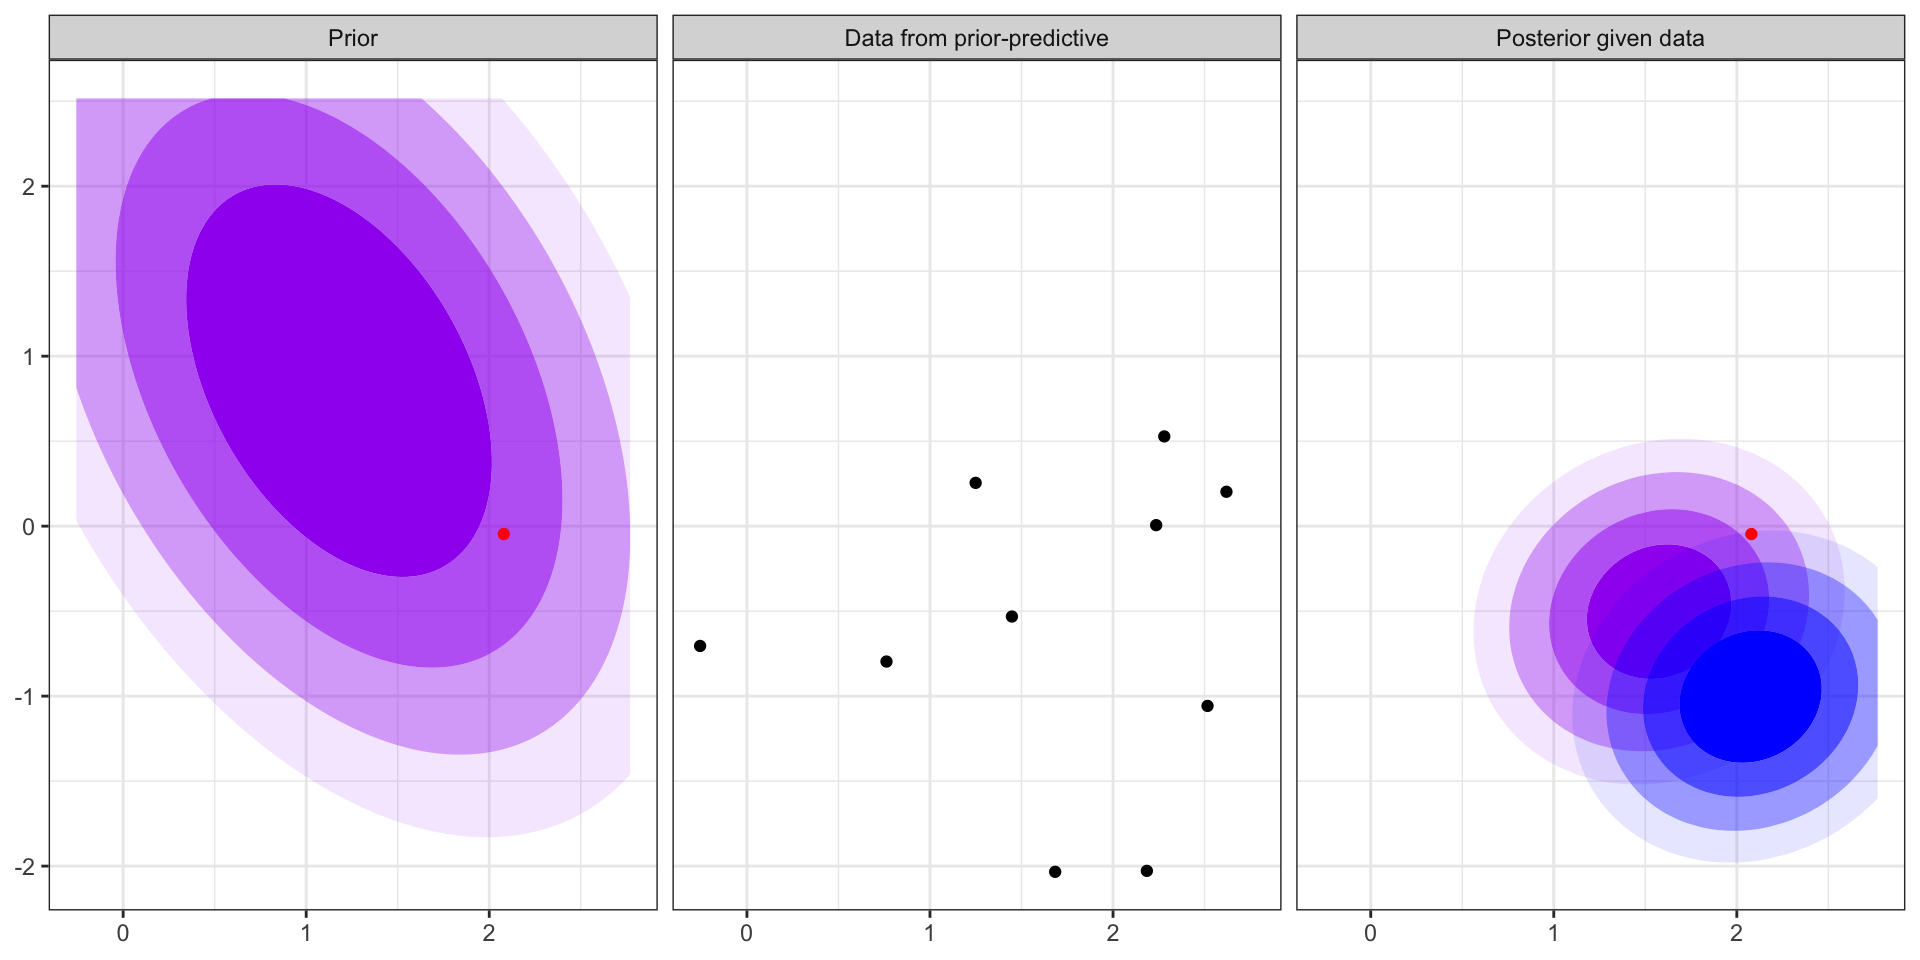 Prior
Data from prior-predictive
Posterior given data
2
1
0
-1
-2
0 1 2
0 1 2
0 1 2